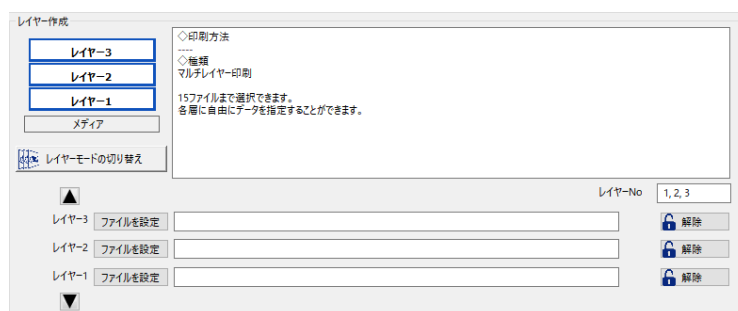 レイヤー作成
レイヤー3
レイヤー2
レイヤー1
メディア
レイヤーモードの切り替え
◇印刷方法
----
◇種類
マルチレイヤー印刷
15ファイルまで選択できます。
各層に自由にデータを指定することができます。
レイヤーNo 1, 2, 3
▲
レイヤー3 ファイルを設定 解除
レイヤー2 ファイルを設定 解除
レイヤー1 ファイルを設定 解除
▼